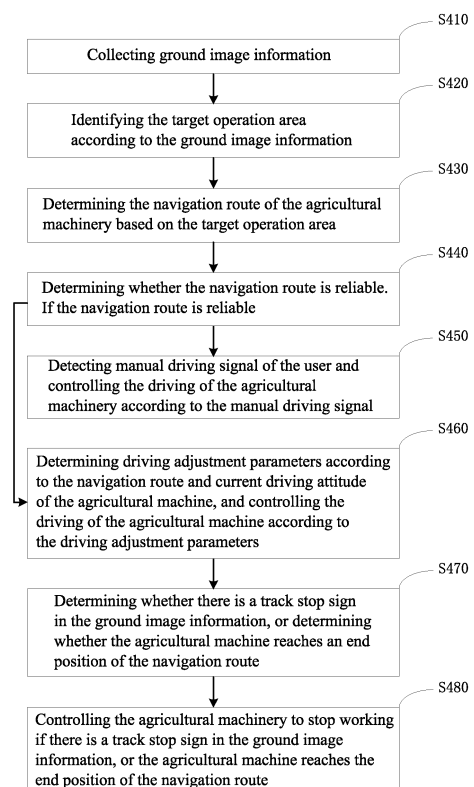 S410
Collecting ground image information
S420
Identifying the target operation area
according to the ground image information
S430
Determining the navigation route of the agricultural
machinery based on the target operation area
S440
Determining whether the navigation route is reliable.
If the navigation route is reliable
S450
Detecting manual driving signal of the user and
controlling the driving of the agricultural
machinery according to the manual driving signal
S460
Determining driving adjustment parameters according
to the navigation route and current driving attitude
of the agricultural machine, and controlling the
driving of the agricultural machine according to
the driving adjustment parameters
S470
Determining whether there is a track stop sign
in the ground image information, or determining
whether the agricultural machine reaches an end
position of the navigation route
S480
Controlling the agricultural machinery to stop working
if there is a track stop sign in the ground image
information, or the agricultural machine reaches the
end position of the navigation route